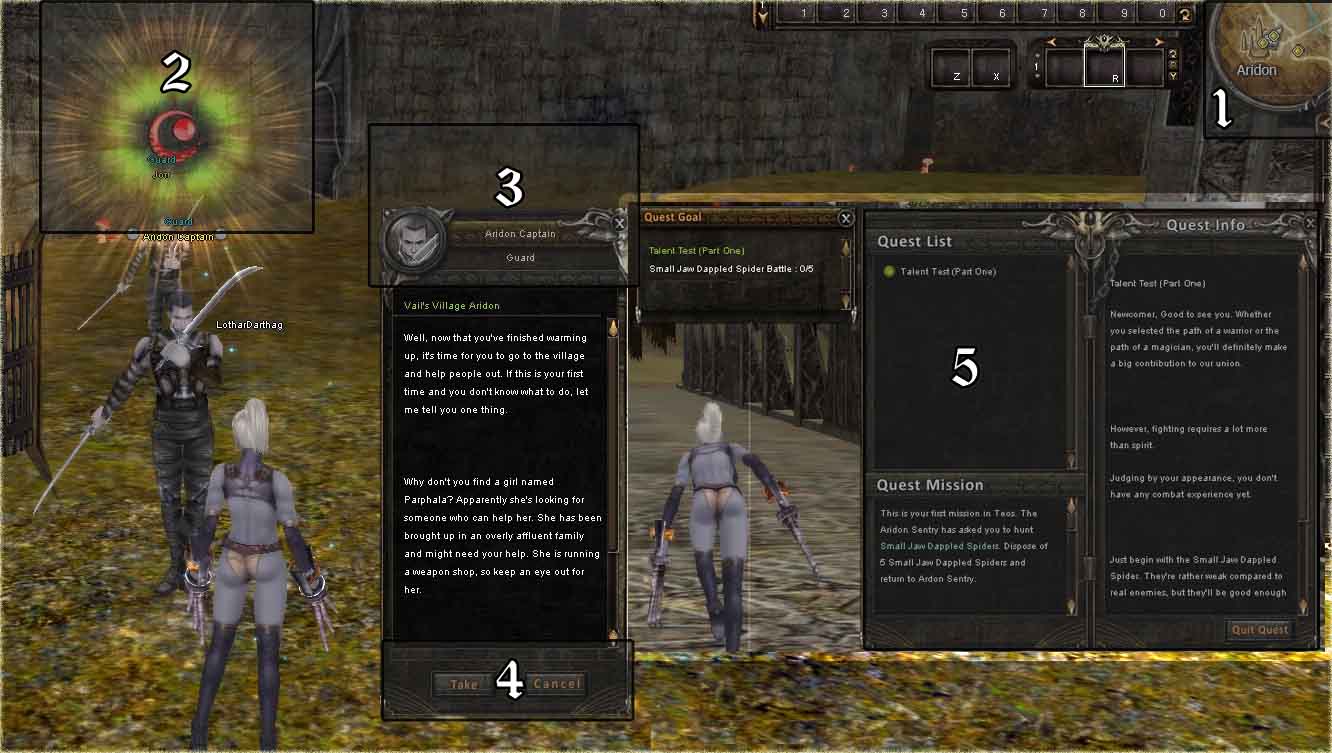 1
1 2 3 4 5 6 7 8 9 0
Z X
1
R
Aridon
1
2
Guard
Jon
Guard
Aridon Captain
LotharDarthag
3
Aridon Captain
Guard
Vail's Village Aridon
Well, now that you've finished warming
up, it's time for you to go to the village
and help people out. If this is your first
time and you don't know what to do, let
me tell you one thing.
Why don't you find a girl named
Parphala? Apparently she's looking for
someone who can help her. She has been
brought up in an overly affluent family
and might need your help. She is running
a weapon shop, so keep an eye out for
her.
Take
4
Cancel
Quest Goal
Talent Test (Part One)
Small Jaw Dappled Spider Battle : 0/5
Quest List
Talent Test (Part One)
5
Quest Mission
This is your first mission in Teos. The
Aridon Sentry has asked you to hunt
Small Jaw Dappled Spiders. Dispose of
5 Small Jaw Dappled Spiders and
return to Ardon Sentry.
Quest Info
Talent Test (Part One)
Newcomer, Good to see you. Whether
you selected the path of a warrior or the
path of a magician, you'll definitely make
a big contribution to our union.
However, fighting requires a lot more
than spirit.
Judging by your appearance, you don't
have any combat experience yet.
Just begin with the Small Jaw Dappled
Spider. They're rather weak compared to
real enemies, but they'll be good enough
Quit Quest